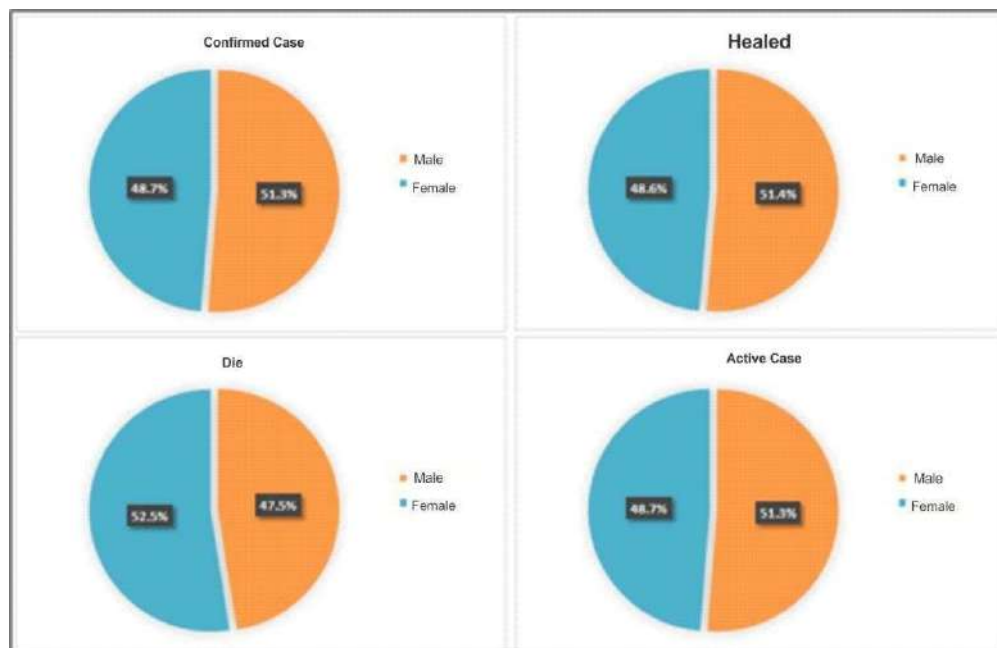 Confirmed Case
48.7%
51.3%
Male
Female
Healed
48.6%
51.4%
Male
Female
Die
52.5%
47.5%
Male
Female
Active Case
48.7%
51.3%
Male
Female